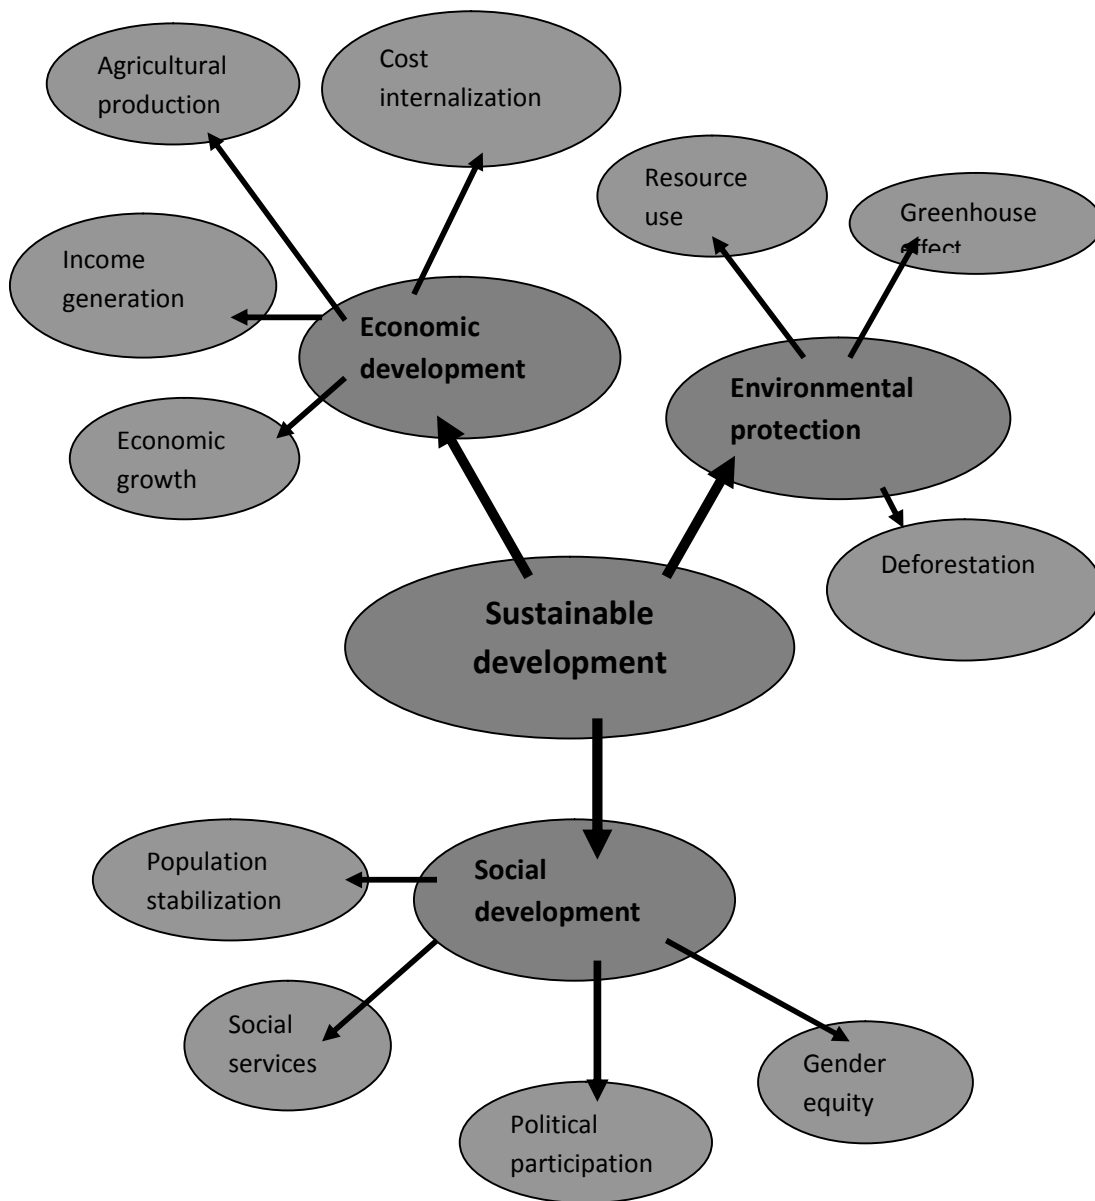 Agricultural
production
Cost
internalization
Resource
use
Greenhouse
effect
Income
generation
Economic
development
Environmental
protection
Economic
growth
Deforestation
Sustainable
development
Population
stabilization
Social
development
Social
services
Gender
equity
Political
participation